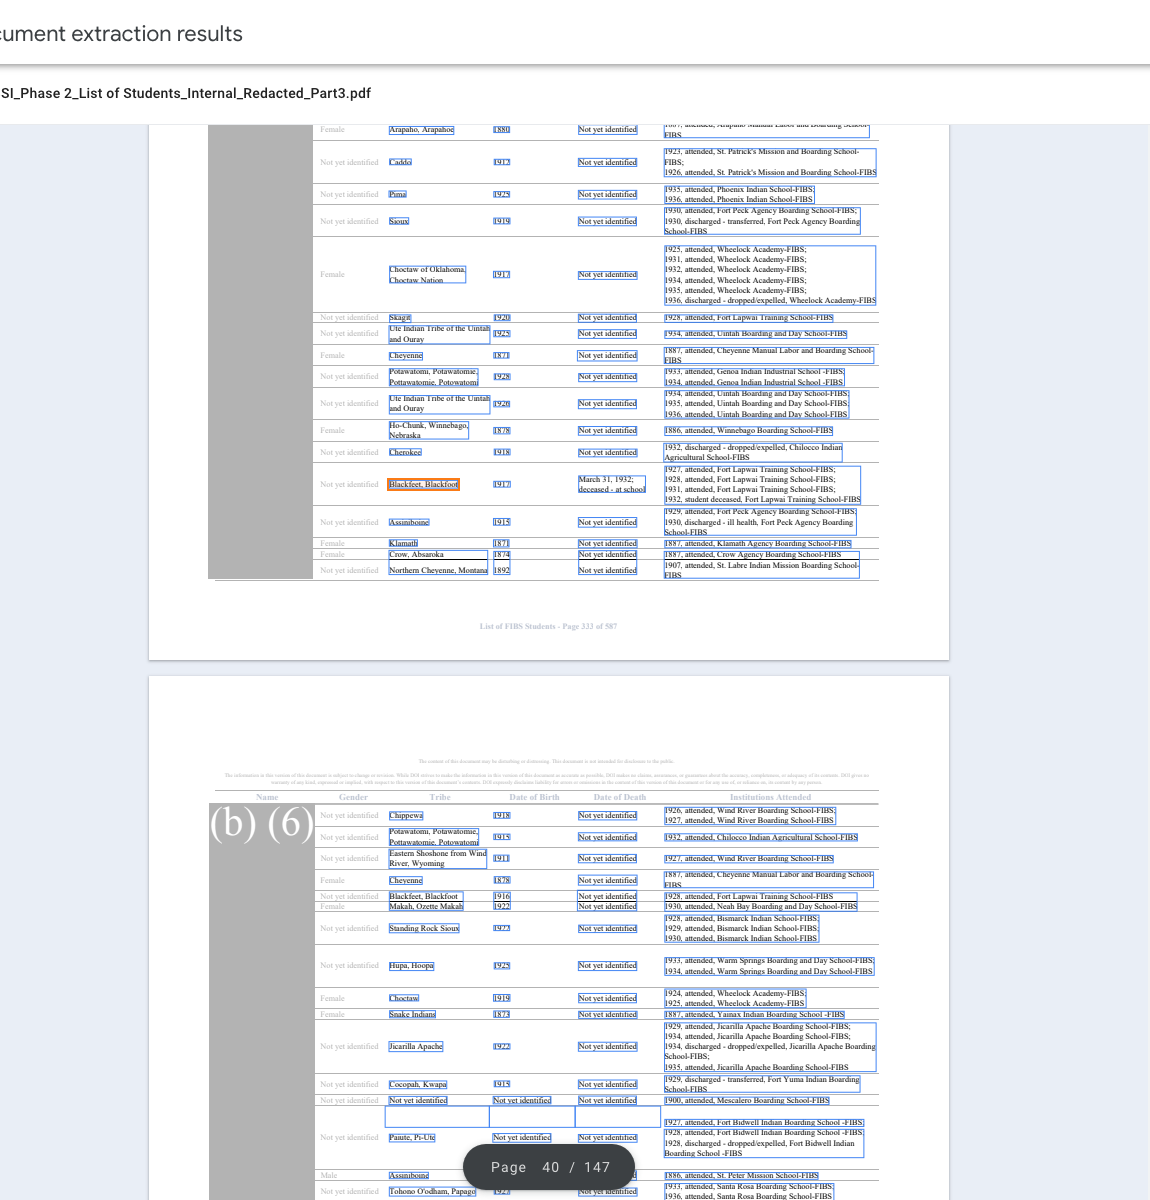 cument extraction results
SI_Phase 2_List of Students_Internal_Redacted_Part3.pdf
Female Arapaho, Arapahoe 1880 Not yet identified 1887, attended, Arapaho Manual Labor and Boarding School-
FIBS
Not yet identified Caddo 1912 Not yet identified 1923, attended, St. Patrick's Mission and Boarding School-
FIBS;
1926, attended, St. Patrick's Mission and Boarding School-FIBS
Not yet identified Pima 1925 Not yet identified 1935, attended, Phoenix Indian School-FIBS;
1936, attended, Phoenix Indian School-FIBS
Not yet identified Sioux 1919 Not yet identified 1930, attended, Fort Peck Agency Boarding School-FIBS;
1930, discharged - transferred, Fort Peck Agency Boarding
School-FIBS
Female Choctaw of Oklahoma, Choctaw Nation 1917 Not yet identified 1925, attended, Wheelock Academy-FIBS;
1931, attended, Wheelock Academy-FIBS;
1932, attended, Wheelock Academy-FIBS;
1934, attended, Wheelock Academy-FIBS;
1935, attended, Wheelock Academy-FIBS;
1936, discharged - dropped/expelled, Wheelock Academy-FIBS
Not yet identified Skagit 1920 Not yet identified 1928, attended, Fort Lapwai Training School-FIBS
Not yet identified Ute Indian Tribe of the Uintah and Ouray 1925 Not yet identified 1934, attended, Uintah Boarding and Day School-FIBS
Female Cheyenne 1871 Not yet identified 1887, attended, Cheyenne Manual Labor and Boarding School-
FIBS
Not yet identified Potawatomi, Potawatomie, Pottawatomie, Potowatomi 1928 Not yet identified 1933, attended, Genoa Indian Industrial School -FIBS;
1934, attended, Genoa Indian Industrial School -FIBS
Not yet identified Ute Indian Tribe of the Uintah and Ouray 1926 Not yet identified 1934, attended, Uintah Boarding and Day School-FIBS;
1935, attended, Uintah Boarding and Day School-FIBS;
1936, attended, Uintah Boarding and Day School-FIBS
Female Ho-Chunk, Winnebago, Nebraska 1878 Not yet identified 1886, attended, Winnebago Boarding School-FIBS
Not yet identified Cherokee 1918 Not yet identified 1932, discharged - dropped/expelled, Chilocco Indian
Agricultural School-FIBS
Not yet identified Blackfeet, Blackfoot 1917 March 31, 1932; deceased - at school 1927, attended, Fort Lapwai Training School-FIBS;
1928, attended, Fort Lapwai Training School-FIBS;
1931, attended, Fort Lapwai Training School-FIBS;
1932, student deceased, Fort Lapwai Training School-FIBS
Not yet identified Assiniboine 1915 Not yet identified 1929, attended, Fort Peck Agency Boarding School-FIBS;
1930, discharged - ill health, Fort Peck Agency Boarding
School-FIBS
Female Klamath 1871 Not yet identified 1887, attended, Klamath Agency Boarding School-FIBS
Female Crow, Absaroka 1874 Not yet identified 1887, attended, Crow Agency Boarding School-FIBS
Not yet identified Northern Cheyenne, Montana 1892 Not yet identified 1907, attended, St. Labre Indian Mission Boarding School-
FIBS
List of FIBS Students - Page 333 of 587
The content of this document may be disturbing or distressing. This document is not intended for disclosure to the public.
Name Gender Tribe Date of Birth Date of Death Institutions Attended
(b) (6)
Not yet identified Chippewa 1918 Not yet identified 1926, attended, Wind River Boarding School-FIBS;
1927, attended, Wind River Boarding School-FIBS
Not yet identified Potawatomi, Potawatomie, Pottawatomie, Potowatomi 1915 Not yet identified 1932, attended, Chilocco Indian Agricultural School-FIBS
Not yet identified Eastern Shoshone from Wind River, Wyoming 1911 Not yet identified 1927, attended, Wind River Boarding School-FIBS
Female Cheyenne 1878 Not yet identified 1887, attended, Cheyenne Manual Labor and Boarding School-
FIBS
Not yet identified Blackfeet, Blackfoot 1916 Not yet identified 1928, attended, Fort Lapwai Training School-FIBS
Female Makah, Ozette Makah 1922 Not yet identified 1930, attended, Neah Bay Boarding and Day School-FIBS
Not yet identified Standing Rock Sioux 1922 Not yet identified 1928, attended, Bismarck Indian School-FIBS;
1929, attended, Bismarck Indian School-FIBS;
1930, attended, Bismarck Indian School-FIBS
Not yet identified Hupa, Hoopa 1925 Not yet identified 1933, attended, Warm Springs Boarding and Day School-FIBS;
1934, attended, Warm Springs Boarding and Day School-FIBS
Female Choctaw 1919 Not yet identified 1924, attended, Wheelock Academy-FIBS;
1925, attended, Wheelock Academy-FIBS
Female Snake Indians 1873 Not yet identified 1887, attended, Yainax Indian Boarding School -FIBS
Not yet identified Jicarilla Apache 1922 Not yet identified 1929, attended, Jicarilla Apache Boarding School-FIBS;
1934, attended, Jicarilla Apache Boarding School-FIBS;
1934, discharged - dropped/expelled, Jicarilla Apache Boarding
School-FIBS;
1935, attended, Jicarilla Apache Boarding School-FIBS
Not yet identified Cocopah, Kwapa 1915 Not yet identified 1929, discharged - transferred, Fort Yuma Indian Boarding
School-FIBS
Not yet identified Not yet identified Not yet identified Not yet identified 1900, attended, Mescalero Boarding School-FIBS
Not yet identified Paiute, Pi-Ute Not yet identified Not yet identified 1927, attended, Fort Bidwell Indian School -FIBS;
1928, attended, Fort Bidwell Indian School -FIBS;
1928, discharged - dropped/expelled, Fort Bidwell Indian
Boarding School -FIBS
Male Assiniboine 1886, attended, St. Peter Mission School-FIBS
Not yet identified Tohono O'odham, Papago 1927 Not yet identified 1933, attended, Santa Rosa Boarding School-FIBS;
1936, attended, Santa Rosa Boarding School-FIBS
Page 40 / 147